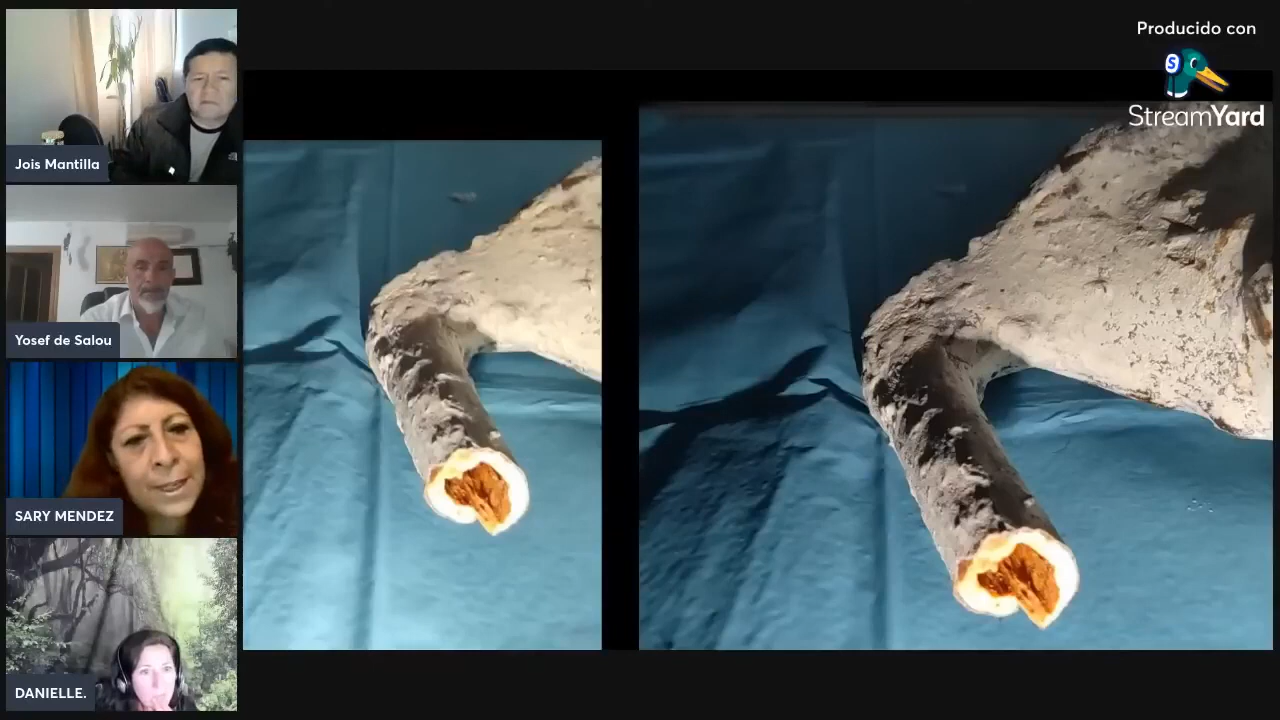 Producido con
StreamYard
Jois Mantilla
Yosef de Salou
SARY MENDEZ
DANIELLE.